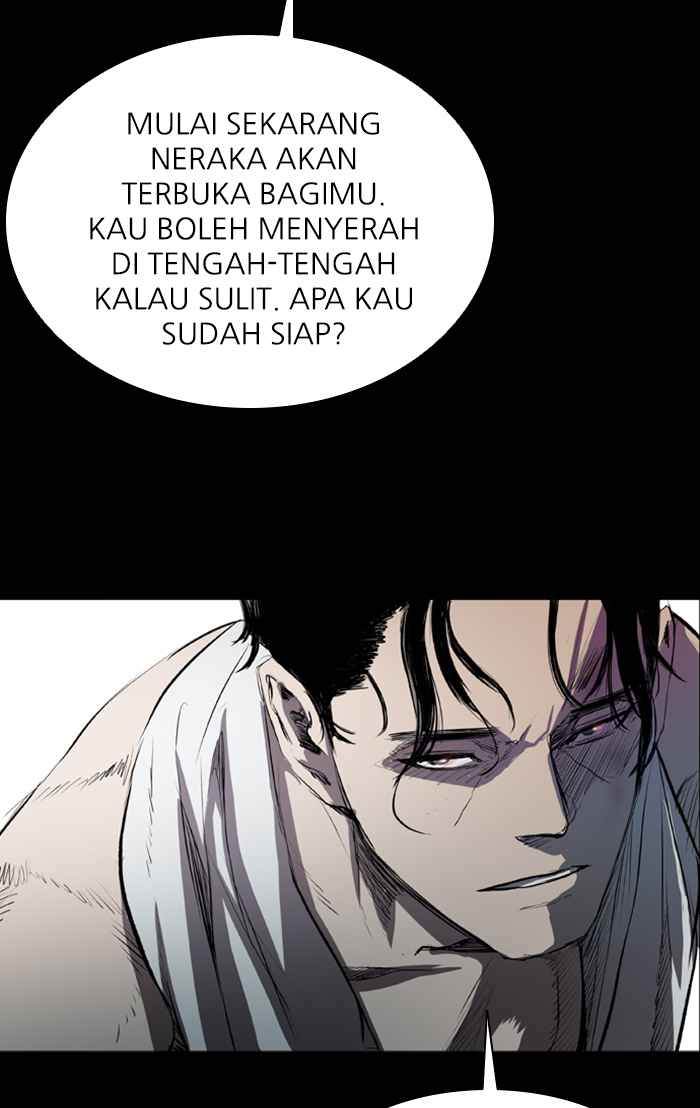 MULAI SEKARANG
NERAKA AKAN
TERBUKA BAGIMU.
KAU BOLEH MENYERAH
DI TENGAH-TENGAH
KALAU SULIT. APA KAU
SUDAH SIAP?